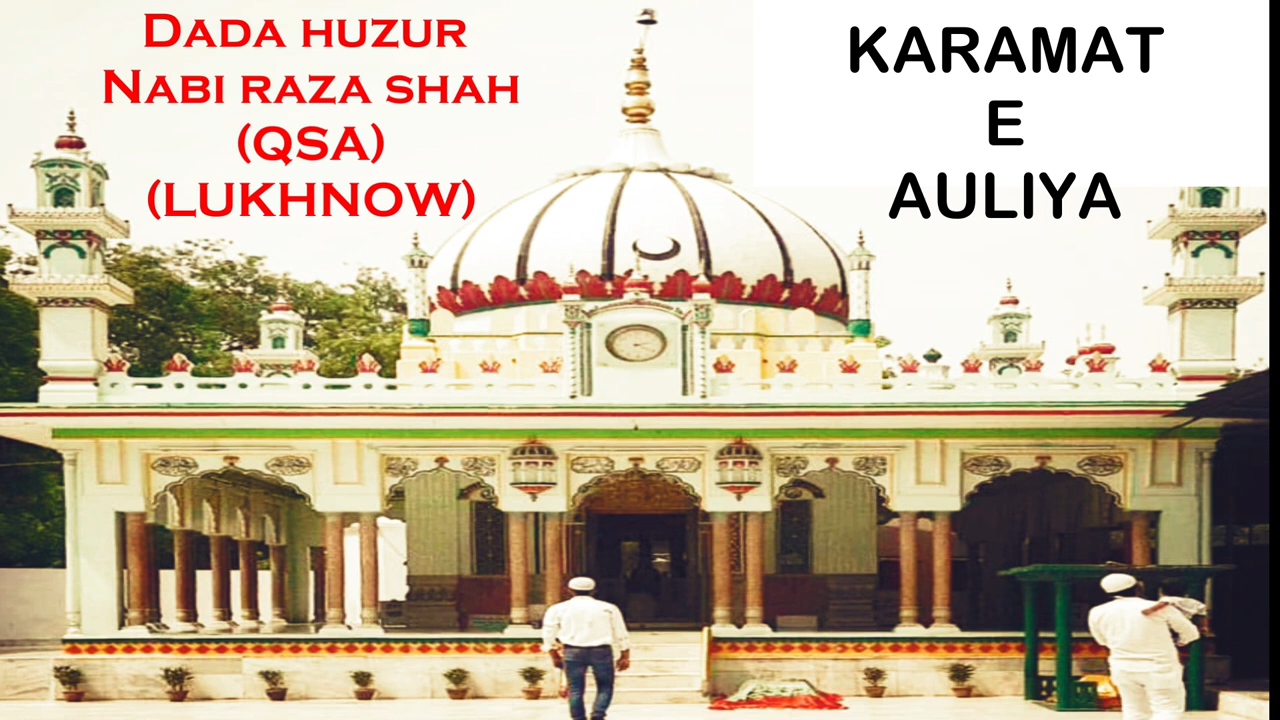 DADA HUZUR
NABI RAZA SHAH
(QSA)
(LUKHNOW)
KARAMAT
E
AULIYA